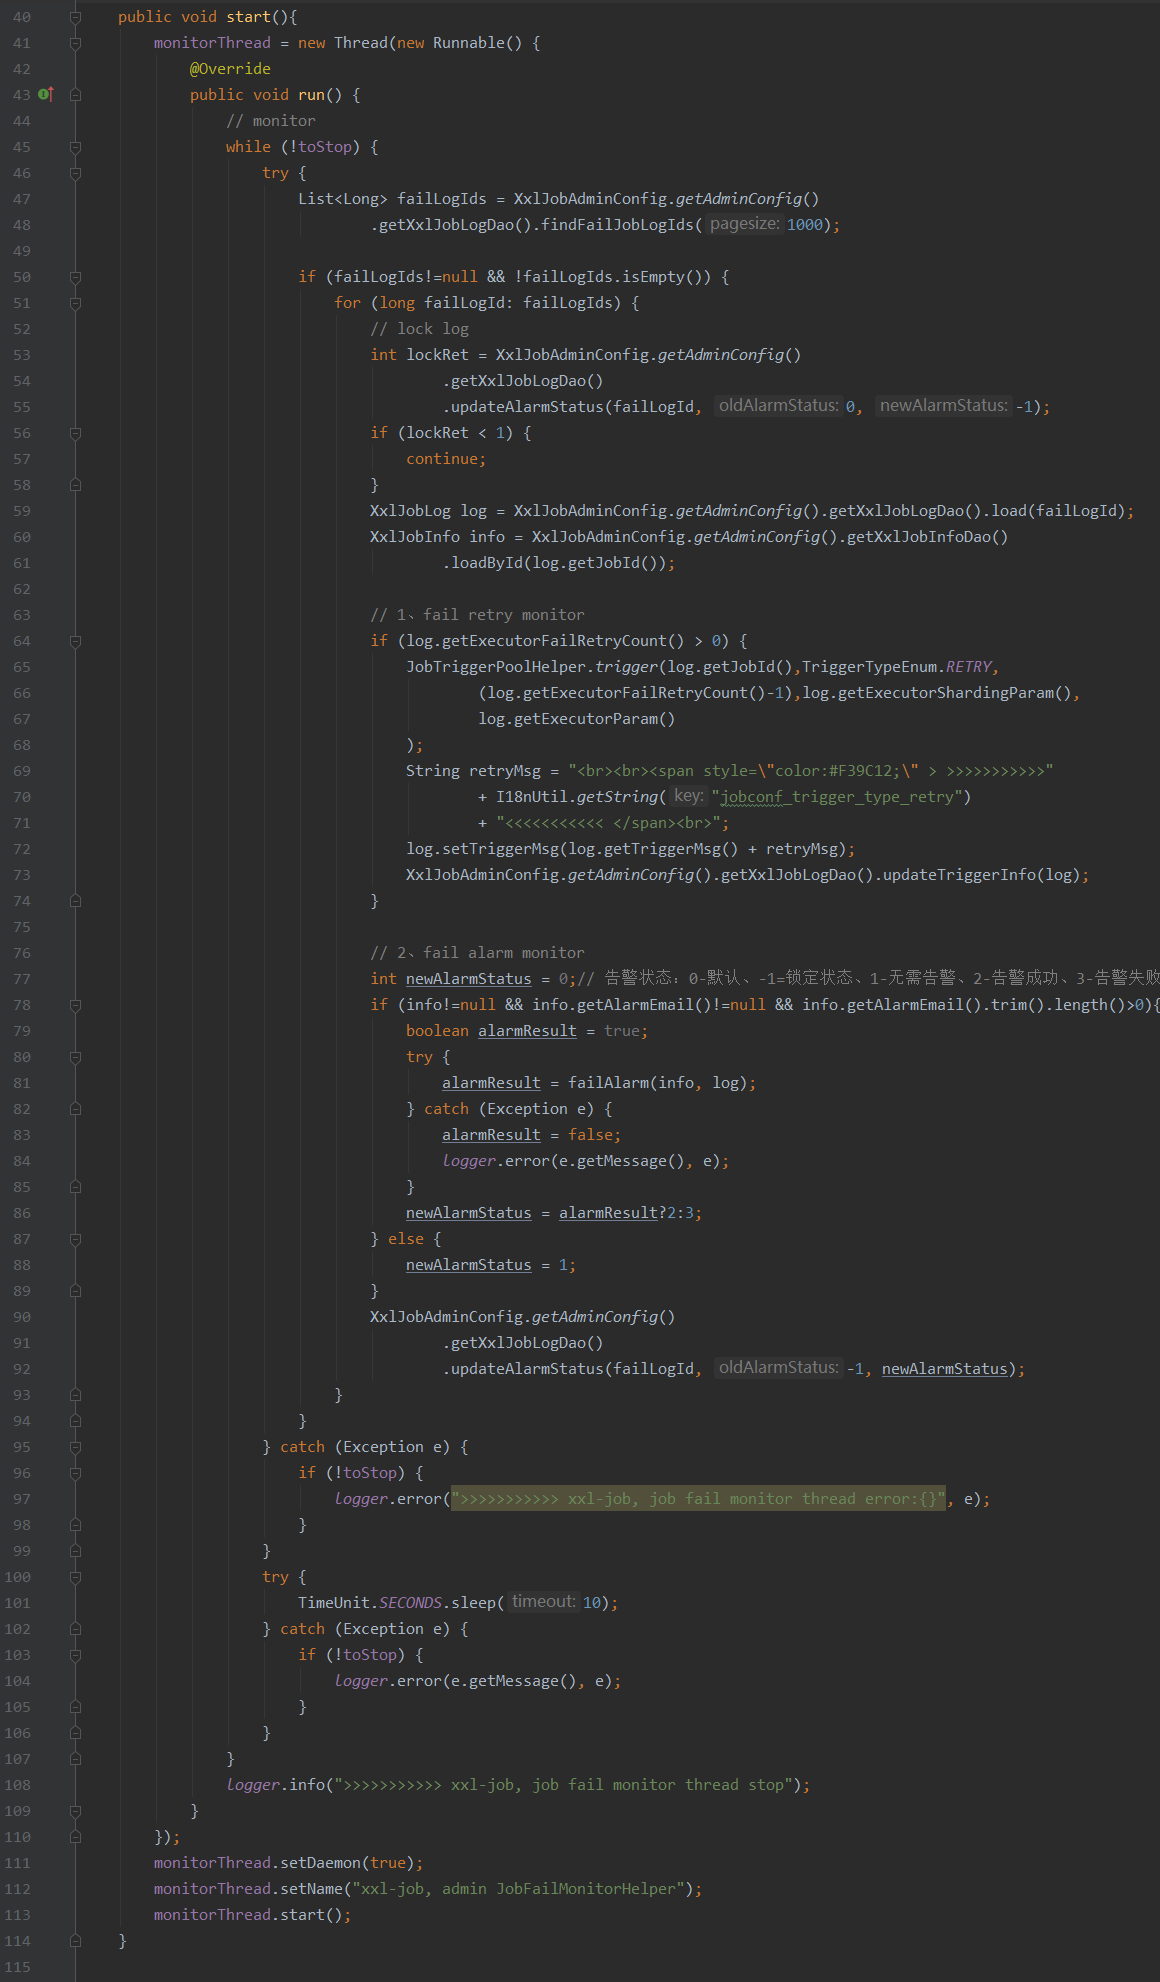 40 public void start(){
41 monitorThread = new Thread(new Runnable() {
42 @Override
43 public void run() {
44 // monitor
45 while (!toStop) {
46 try {
47 List<Long> failLogIds = XxlJobAdminConfig.getAdminConfig()
48 .getXxlJobLogDao().findFailJobLogIds( pagesize: 1000);
49
50 if (failLogIds!=null && !failLogIds.isEmpty()) {
51 for (long failLogId: failLogIds) {
52 // lock log
53 int lockRet = XxlJobAdminConfig.getAdminConfig()
54 .getXxlJobLogDao()
55 .updateAlarmStatus(failLogId, oldAlarmStatus: 0, newAlarmStatus: -1);
56 if (lockRet < 1) {
57 continue;
58 }
59 XxlJobLog log = XxlJobAdminConfig.getAdminConfig().getXxlJobLogDao().load(failLogId);
60 XxlJobInfo info = XxlJobAdminConfig.getAdminConfig().getXxlJobInfoDao()
61 .loadById(log.getJobId());
62
63 // 1、fail retry monitor
64 if (log.getExecutorFailRetryCount() > 0) {
65 JobTriggerPoolHelper.trigger(log.getJobId(),TriggerTypeEnum.RETRY,
66 (log.getExecutorFailRetryCount()-1),log.getExecutorShardingParam(),
67 log.getExecutorParam()
68 );
69 String retryMsg = "<br><br><span style=\"color:#F39C12;\" > >>>>>>>>>>>"
70 + I18nUtil.getString( key: "jobconf_trigger_type_retry")
71 + "<<<<<<<<<<< </span><br>";
72 log.setTriggerMsg(log.getTriggerMsg() + retryMsg);
73 XxlJobAdminConfig.getAdminConfig().getXxlJobLogDao().updateTriggerInfo(log);
74 }
75
76 // 2、fail alarm monitor
77 int newAlarmStatus = 0;// 告警状态：0-默认、-1=锁定状态、1-无需告警、2-告警成功、3-告警失败
78 if (info!=null && info.getAlarmEmail()!=null && info.getAlarmEmail().trim().length()>0){
79 boolean alarmResult = true;
80 try {
81 alarmResult = failAlarm(info, log);
82 } catch (Exception e) {
83 alarmResult = false;
84 logger.error(e.getMessage(), e);
85 }
86 newAlarmStatus = alarmResult?2:3;
87 } else {
88 newAlarmStatus = 1;
89 }
90 XxlJobAdminConfig.getAdminConfig()
91 .getXxlJobLogDao()
92 .updateAlarmStatus(failLogId, oldAlarmStatus: -1, newAlarmStatus);
93 }
94 }
95 } catch (Exception e) {
96 if (!toStop) {
97 logger.error(">>>>>>>>>>> xxl-job, job fail monitor thread error:{}", e);
98 }
99 }
100 try {
101 TimeUnit.SECONDS.sleep( timeout: 10);
102 } catch (Exception e) {
103 if (!toStop) {
104 logger.error(e.getMessage(), e);
105 }
106 }
107 }
108 logger.info(">>>>>>>>>>> xxl-job, job fail monitor thread stop");
109 }
110 });
111 monitorThread.setDaemon(true);
112 monitorThread.setName("xxl-job, admin JobFailMonitorHelper");
113 monitorThread.start();
114 }
115